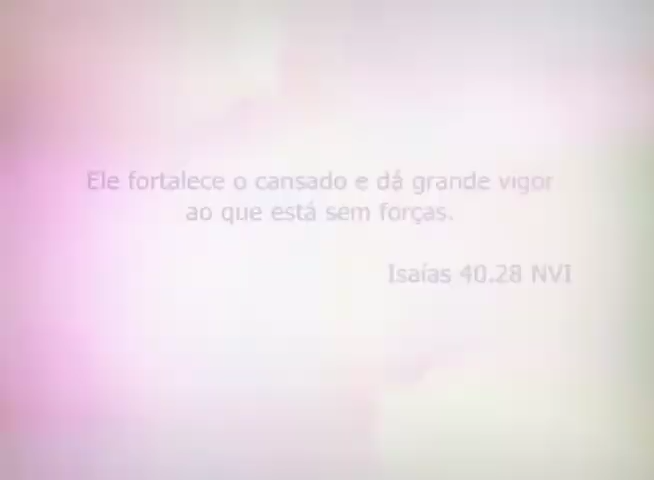 Ele fortalece o cansado e dá grande vigor
ao que está sem forças.
Isaías 40.28 NVI